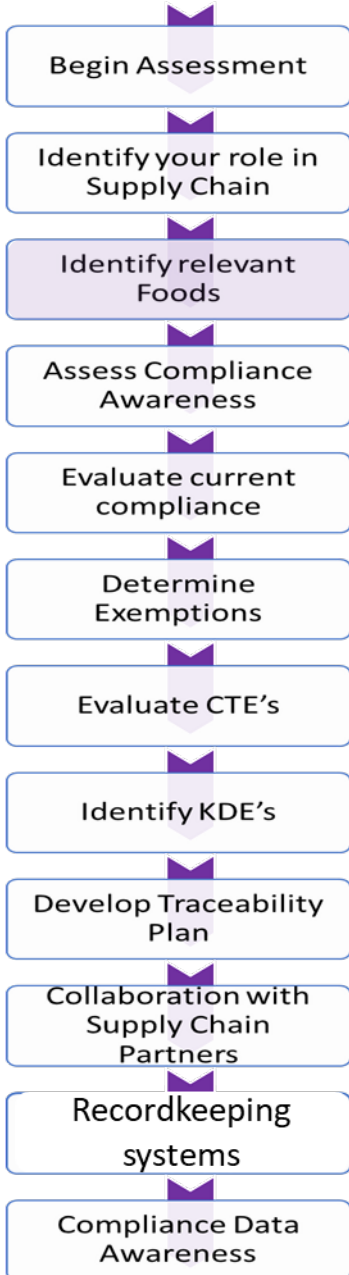 Begin Assessment
Identify your role in
Supply Chain
Identify relevant
Foods
Assess Compliance
Awareness
Evaluate current
compliance
Determine
Exemptions
Evaluate CTE's
Identify KDE's
Develop Traceability
Plan
Collaboration with
Supply Chain
Partners
Recordkeeping
systems
Compliance Data
Awareness